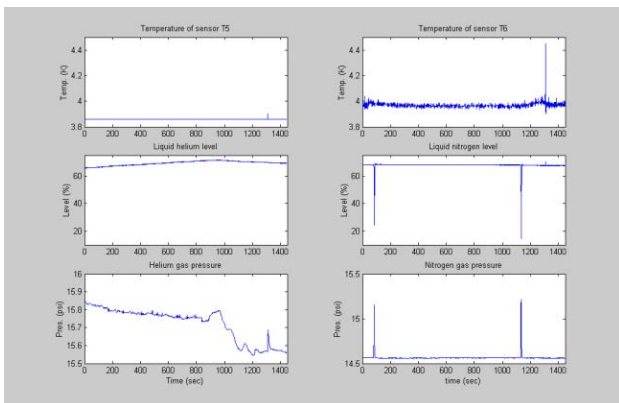 Temperature of sensor T5
4.4
4.2
4
3.8
Temp. (K)
0 200 400 600 800 1000 1200 1400
Temperature of sensor T6
4.4
4.2
4
3.8
Temp. (K)
0 200 400 600 800 1000 1200 1400
Liquid helium level
60
40
20
Level (%)
0 200 400 600 800 1000 1200 1400
Liquid nitrogen level
60
40
20
Level (%)
0 200 400 600 800 1000 1200 1400
Helium gas pressure
16
15.9
15.8
15.7
15.6
15.5
Pres. (psi)
0 200 400 600 800 1000 1200 1400
Time (sec)
Nitrogen gas pressure
15.5
15
14.5
Pres. (psi)
0 200 400 600 800 1000 1200 1400
time (sec)